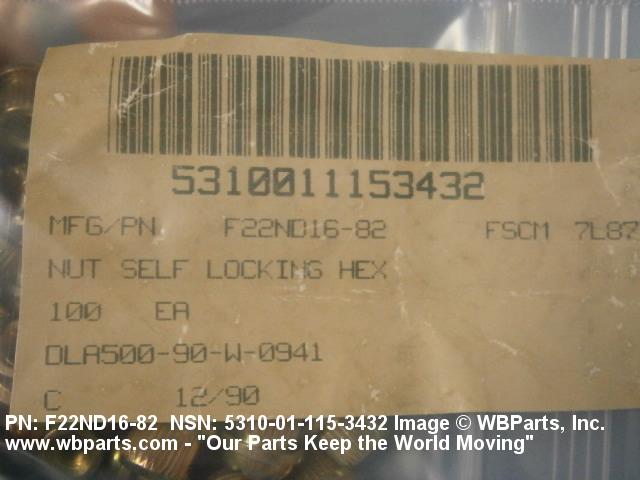 5310011153432
MFG/PN F22ND16-82 FSCM 7L87
NUT SELF LOCKING HEX
100 EA
DLA500-90-W-0941
C 12/90
PN: F22ND16-82 NSN: 5310-01-115-3432 Image © WBParts, Inc.
www.wbparts.com - "Our Parts Keep the World Moving"